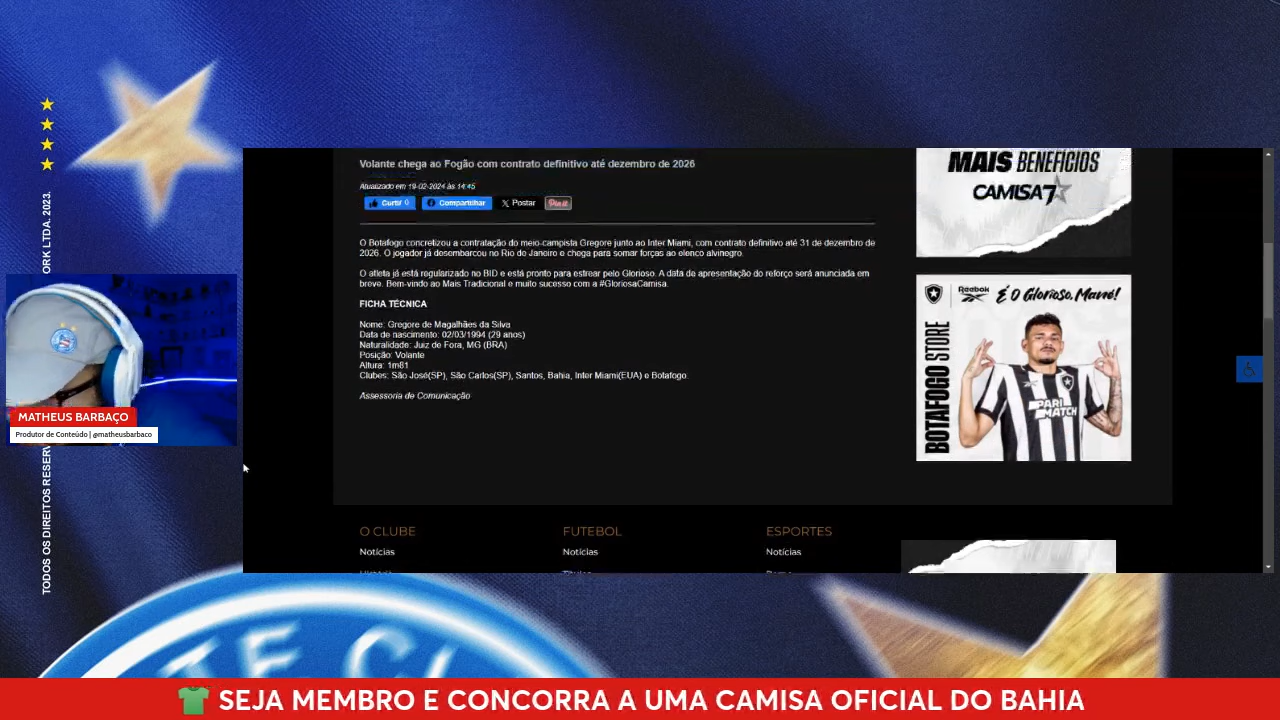 TODOS OS DIREITOS RESERV
ORK LTDA. 2023.
MATHEUS BARBAÇO
Produtor de Conteúdo | @matheusbarbaco
Volante chega ao Fogão com contrato definitivo até dezembro de 2026
Atualizado em 19-02-2024 às 14:45
Curtir 0
Compartilhar
Postar
Pin it
O Botafogo concretizou a contratação do meio-campista Gregore junto ao Inter Miami, com contrato definitivo até 31 de dezembro de
2026. O jogador já desembarcou no Rio de Janeiro e chega para somar forças ao elenco alvinegro.
O atleta já está regularizado no BID e está pronto para estrear pelo Glorioso. A data de apresentação do reforço será anunciada em
breve. Bem-vindo ao Mais Tradicional e muito sucesso com a #GloriosaCamisa.
FICHA TÉCNICA
Nome: Gregore de Magalhães da Silva
Data de nascimento: 02/03/1994 (29 anos)
Naturalidade: Juiz de Fora, MG (BRA)
Posição: Volante
Altura: 1m81
Clubes: São José(SP), São Carlos(SP), Santos, Bahia, Inter Miami(EUA) e Botafogo.
Assessoria de Comunicação
MAIS BENEFÍCIOS
CAMISA7
Reebok
É O Glorioso, Mané!
BOTAFOGO STORE
PARI
MATCH
O CLUBE
FUTEBOL
ESPORTES
Notícias
Notícias
Notícias
SEJA MEMBRO E CONCORRA A UMA CAMISA OFICIAL DO BAHIA